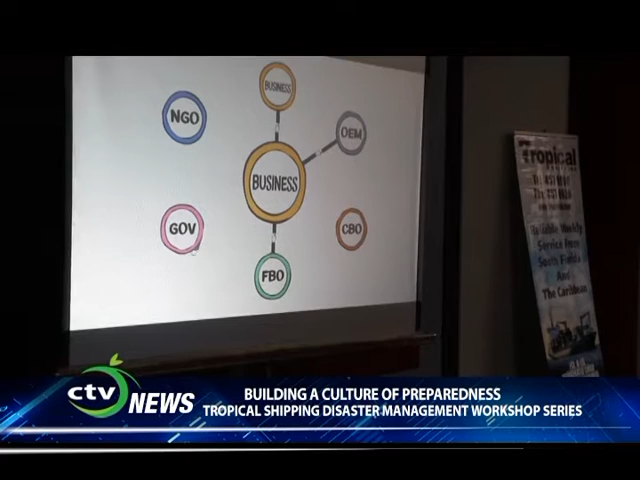 BUSINESS
NGO
OEM
BUSINESS
GOV
CBO
FBO
Tropical
Reliable Weekly
Service From
South Florida
And
The Caribbean
ctv NEWS
BUILDING A CULTURE OF PREPAREDNESS
TROPICAL SHIPPING DISASTER MANAGEMENT WORKSHOP SERIES